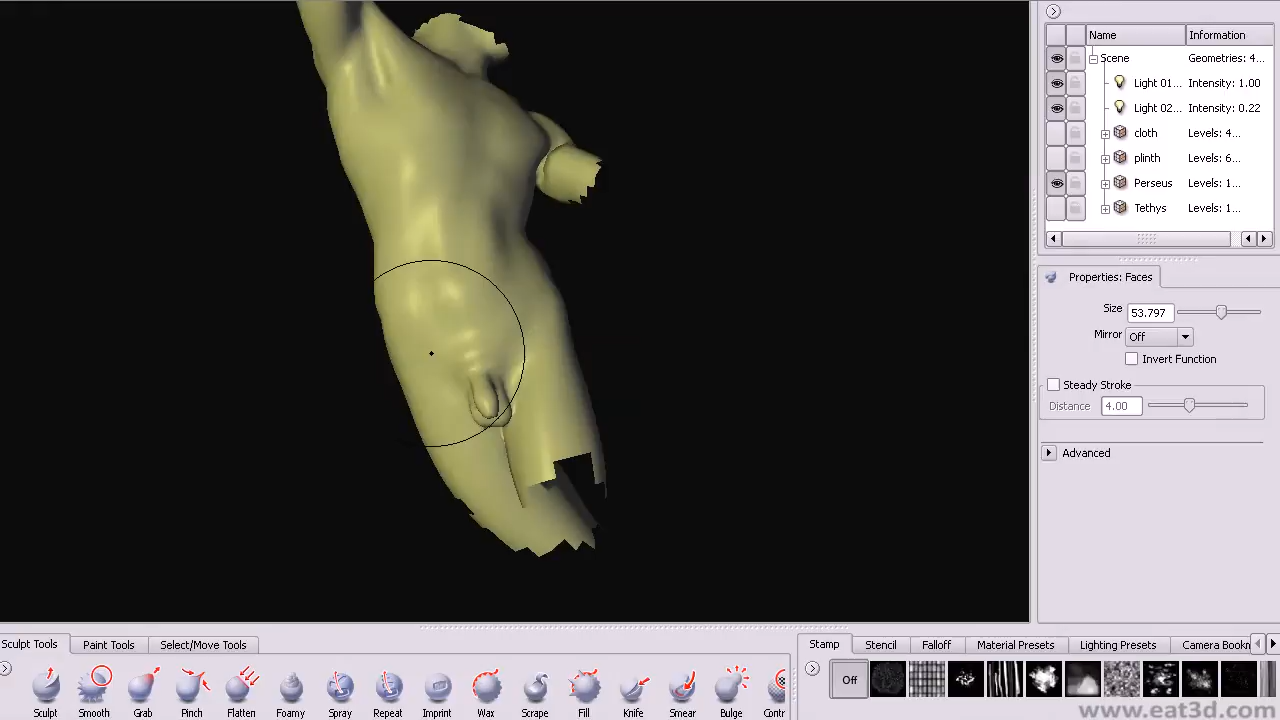 Name Information
Scene Geometries: 4...
Light 01... Intensity: 1.00
Light 02... Intensity: 0.22
cloth Levels: 4...
plinth Levels: 6...
Perseus Levels: 1...
Tethys Levels: 1...
Properties: Faces
Size 53.797
Mirror Off
Invert Function
Steady Stroke
Distance 4.00
Advanced
Sculpt Tools Paint Tools Select/Move Tools
Stamp Stencil Falloff Material Presets Lighting Presets Camera Bookn
Off
Sculpt Smooth Grab Pinch Flatten Foamy Spray Repeat Imprint Wax Scrape Fill Knife Smear Bulge Contr
www.eat3d.com